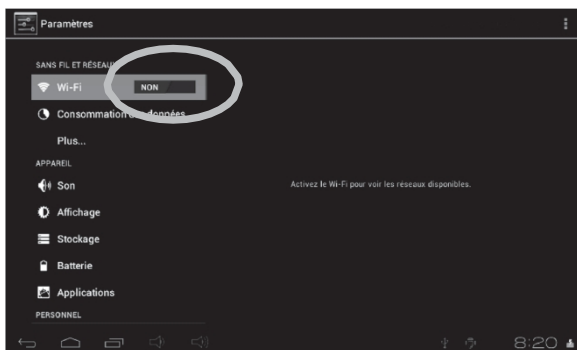 Paramètres
SANS FIL ET RÉSEAUX
Wi-Fi NON
Consommation des données
Plus...
APPAREIL
Son
Activez le Wi-Fi pour voir les réseaux disponibles.
Affichage
Stockage
Batterie
Applications
PERSONNEL
8:20